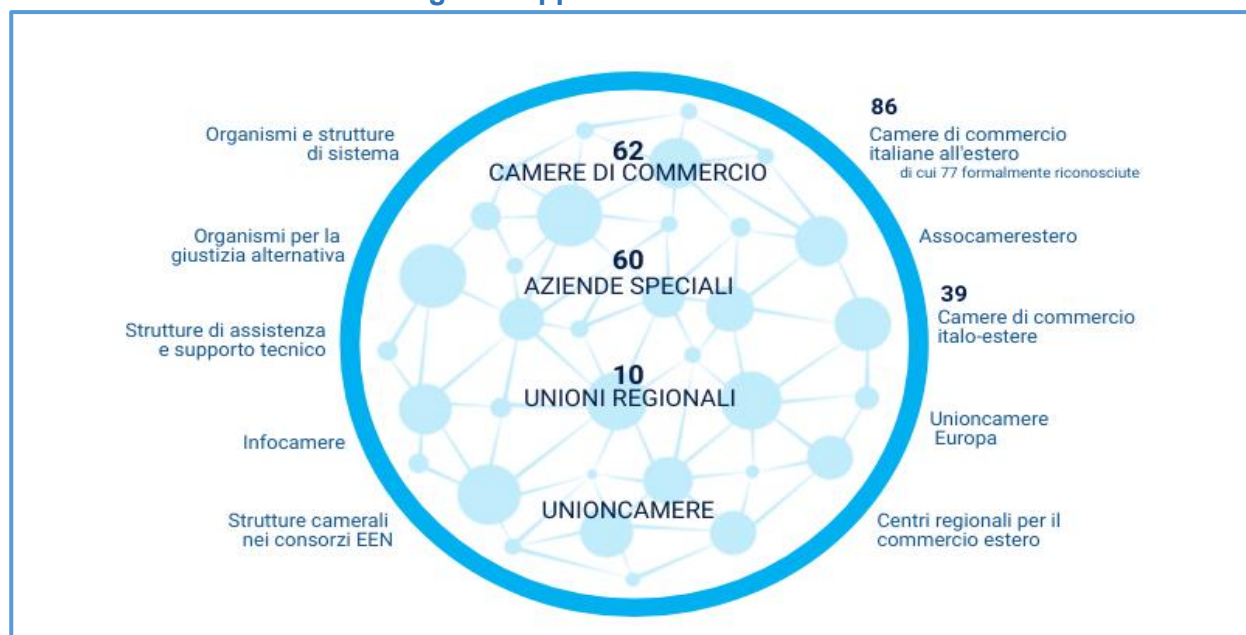 Organismi e strutture
di sistema
Organismi per la
giustizia alternativa
Strutture di assistenza
e supporto tecnico
Infocamere
Strutture camerali
nei consorzi EEN
62
CAMERE DI COMMERCIO
60
AZIENDE SPECIALI
10
UNIONI REGIONALI
UNIONCAMERE
86
Camere di commercio
italiane all'estero
di cui 77 formalmente riconosciute
Assocamerestero
39
Camere di commercio
italo-estere
Unioncamere
Europa
Centri regionali per il
commercio estero